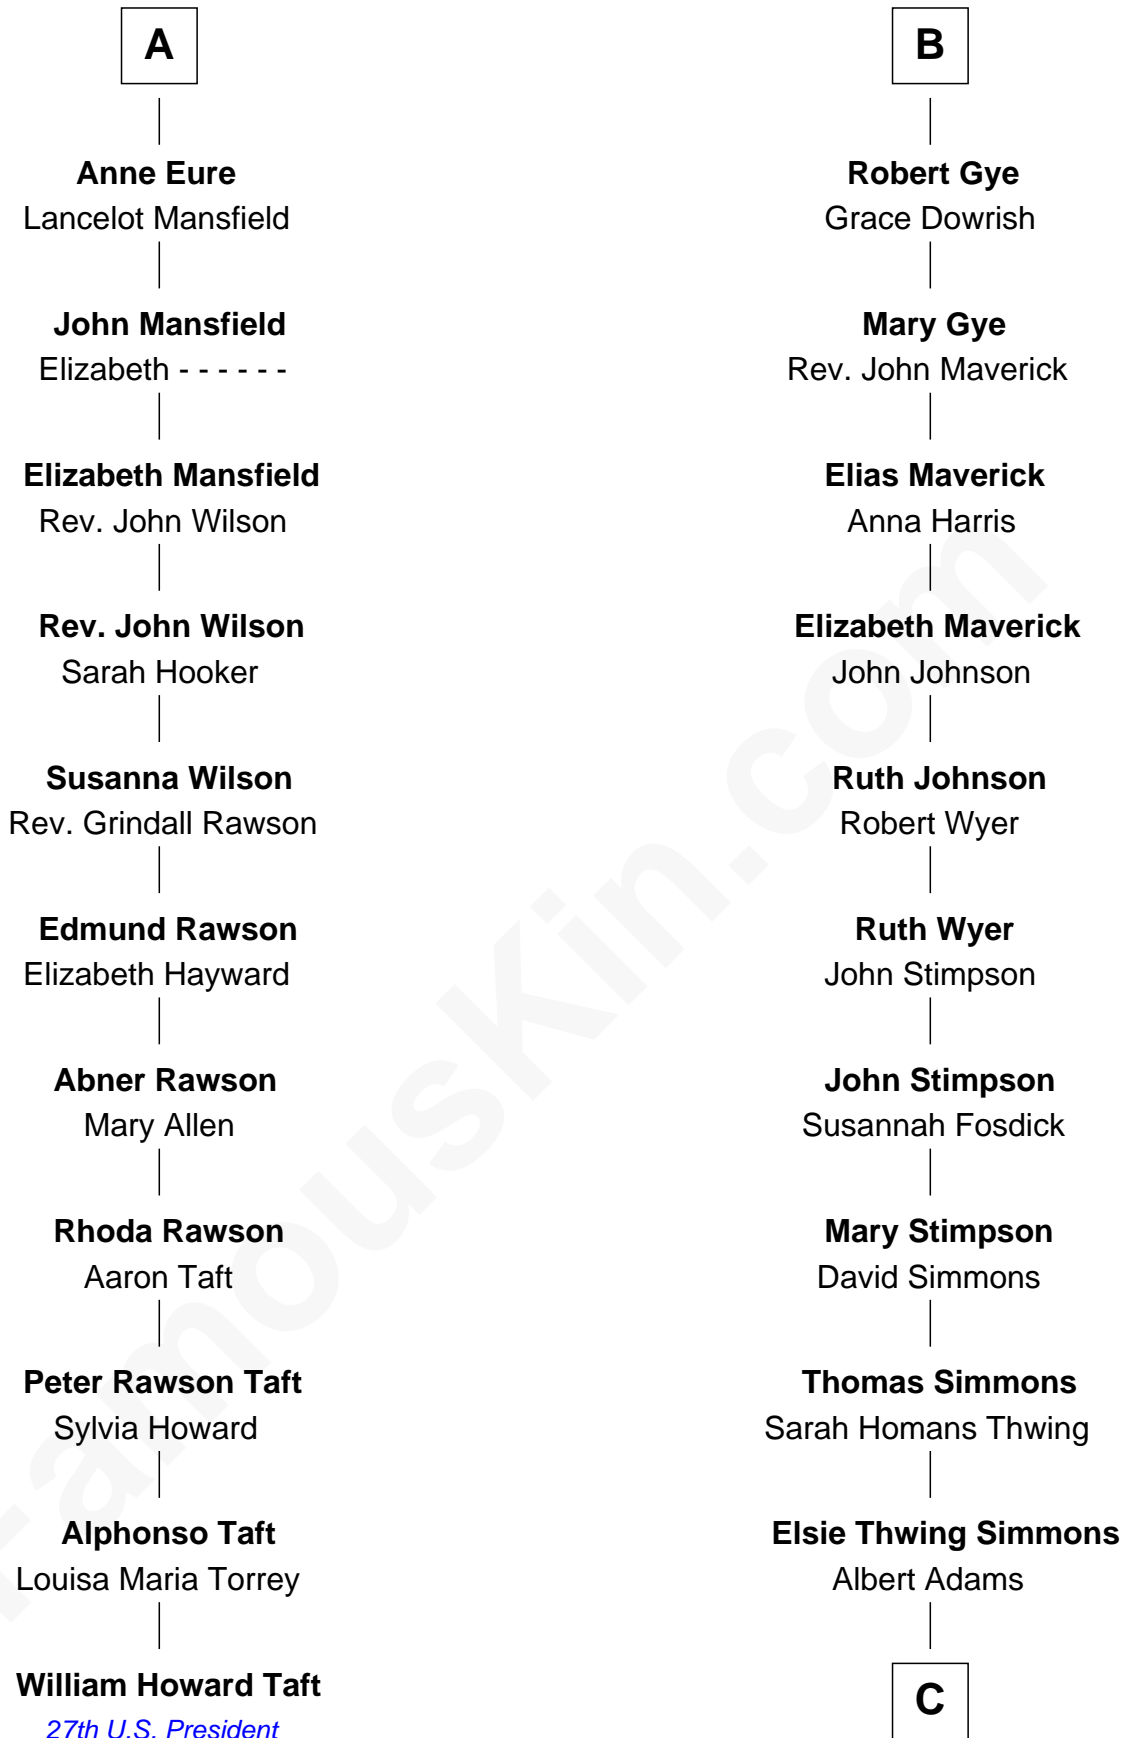 A
Anne Eure
Lancelot Mansfield
John Mansfield
Elizabeth - - - - - -
Elizabeth Mansfield
Rev. John Wilson
Rev. John Wilson
Sarah Hooker
Susanna Wilson
Rev. Grindall Rawson
Edmund Rawson
Elizabeth Hayward
Abner Rawson
Mary Allen
Rhoda Rawson
Aaron Taft
Peter Rawson Taft
Sylvia Howard
Alphonso Taft
Louisa Maria Torrey
William Howard Taft
27th U.S. President
B
Robert Gye
Grace Dowrish
Mary Gye
Rev. John Maverick
Elias Maverick
Anna Harris
Elizabeth Maverick
John Johnson
Ruth Johnson
Robert Wyer
Ruth Wyer
John Stimpson
John Stimpson
Susannah Fosdick
Mary Stimpson
David Simmons
Thomas Simmons
Sarah Homans Thwing
Elsie Thwing Simmons
Albert Adams
C
FamousKin.com